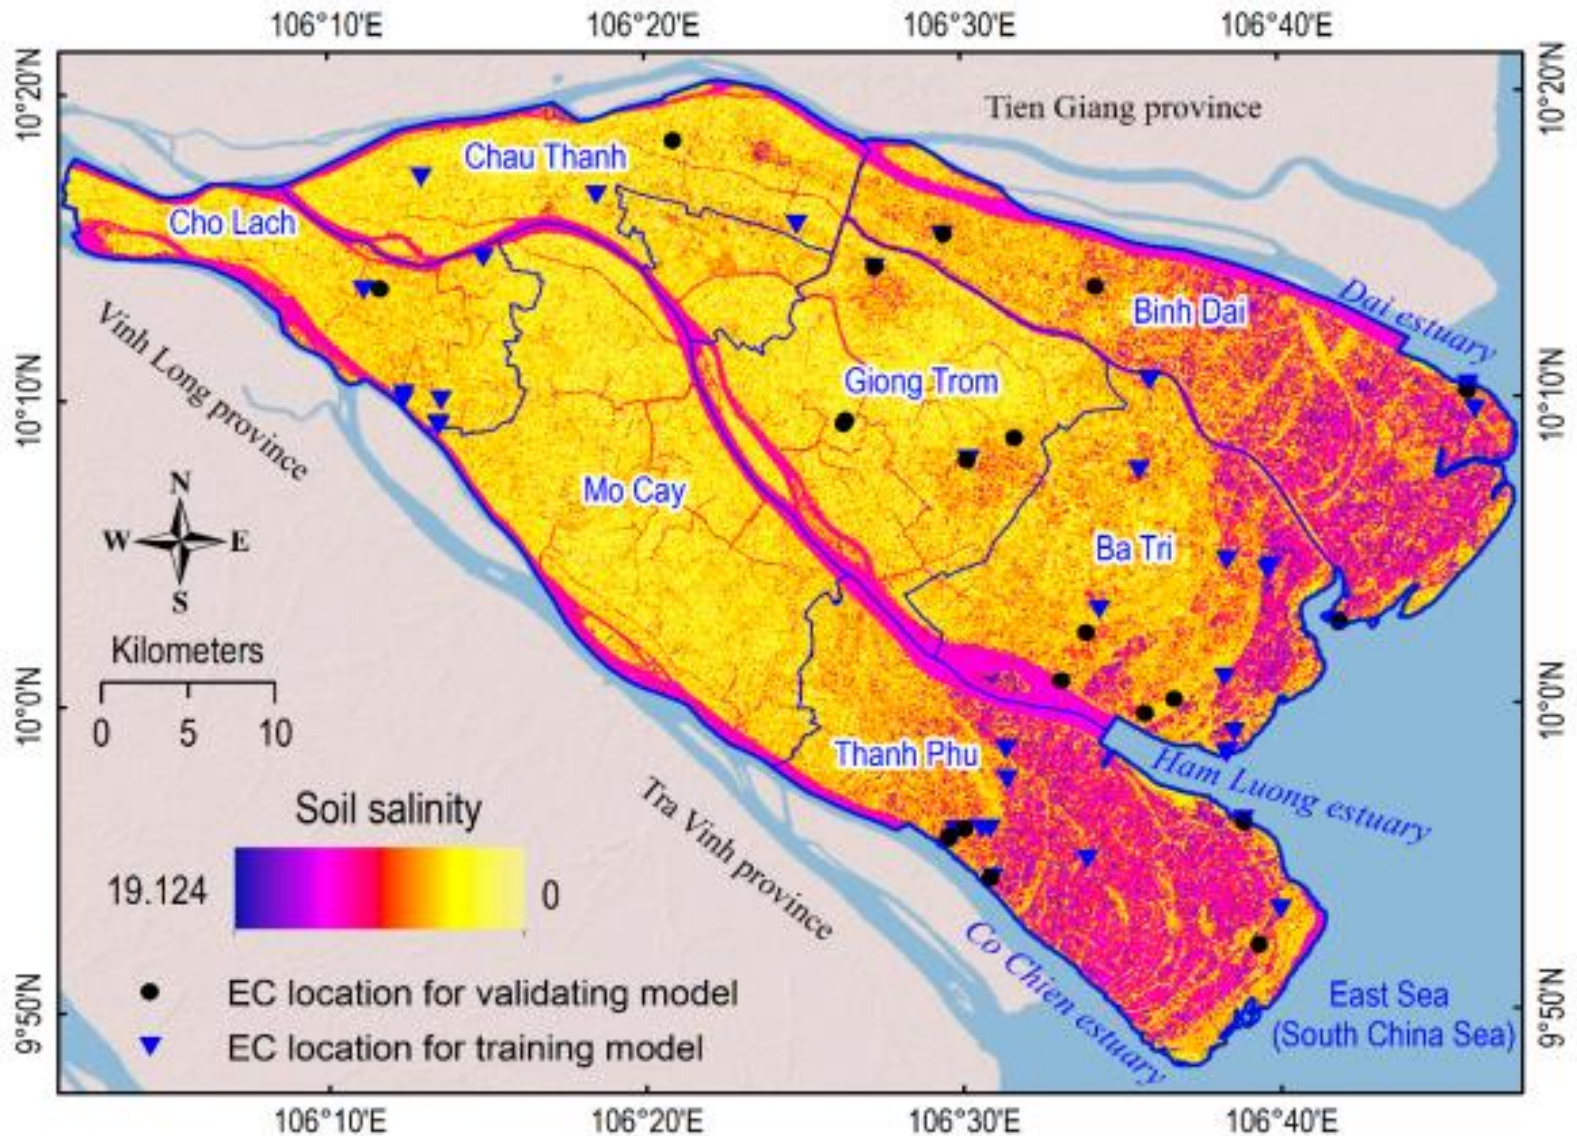 106°10'E 106°20'E 106°30'E 106°40'E
10°20'N 10°20'N
Tien Giang province
Chau Thanh
Cho Lach
Binh Dai
Dai estuary
Vinh Long province
10°10'N 10°10'N
Giong Trom
Mo Cay
N
W E
S
Ba Tri
Kilometers
0 5 10
10°0'N 10°0'N
Thanh Phu
Ham Luong estuary
Tra Vinh province
Soil salinity
19.124 0
Co Chien estuary
EC location for validating model
EC location for training model
East Sea
(South China Sea)
9°50'N 9°50'N
106°10'E 106°20'E 106°30'E 106°40'E